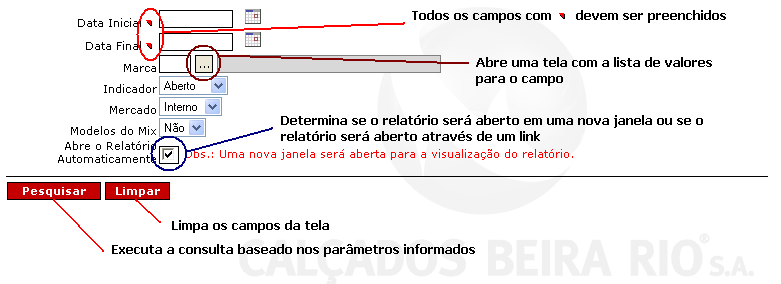 Data Inicial
Todos os campos com devem ser preenchidos
Data Final
Marca ...
Abre uma tela com a lista de valores
para o campo
Indicador Aberto
Mercado Interno
Modelos do Mix Não
Determina se o relatório será aberto em uma nova janela ou se o
relatório será aberto através de um link
Abre o Relatório
Automaticamente
Obs.: Uma nova janela será aberta para a visualização do relatório.
Pesquisar Limpar
Limpa os campos da tela
Executa a consulta baseado nos parâmetros informados
CALÇADOS BEIRA RIO® S.A.